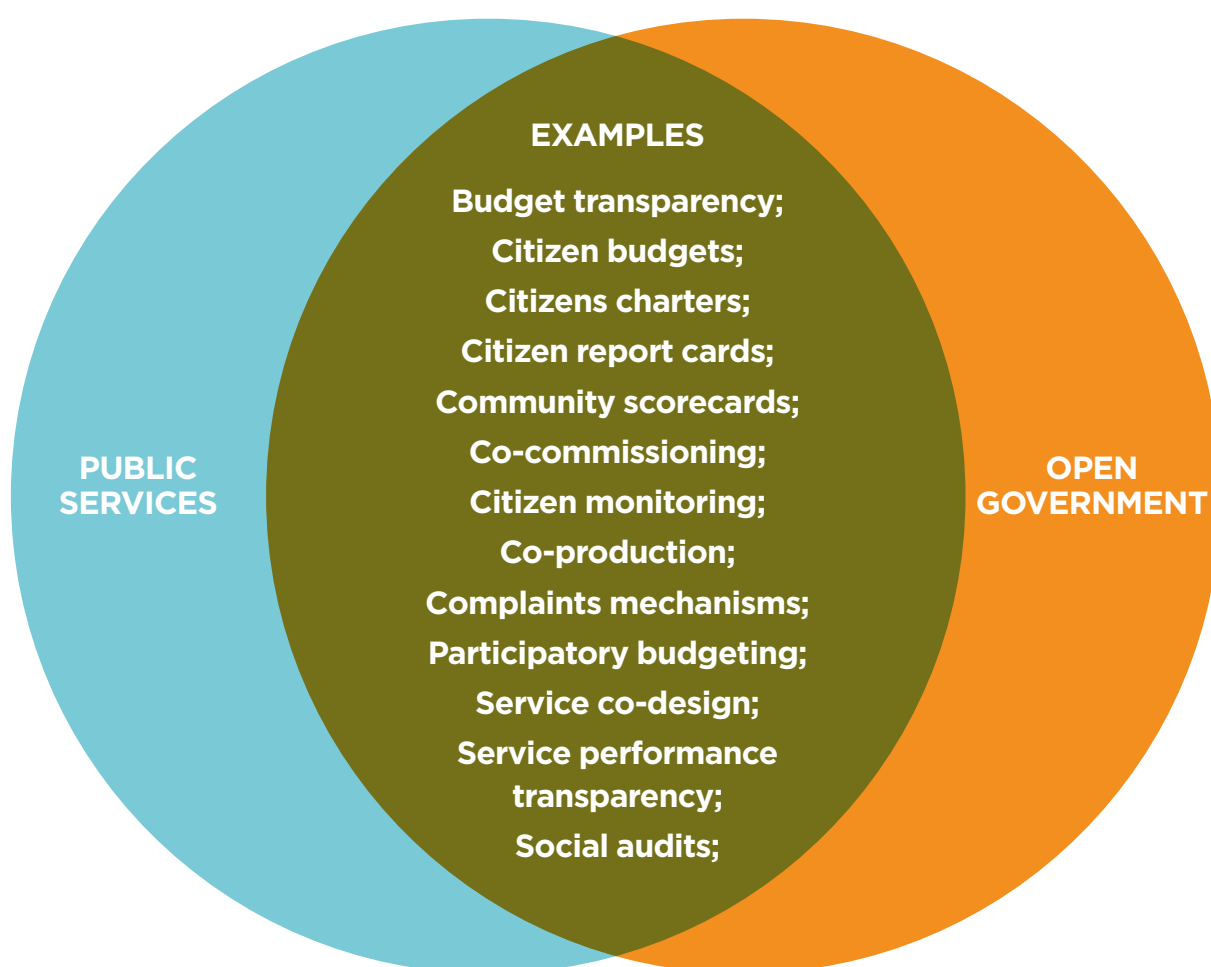 EXAMPLES
Budget transparency;
Citizen budgets;
Citizens charters;
Citizen report cards;
Community scorecards;
Co-commissioning;
Citizen monitoring;
Co-production;
Complaints mechanisms;
Participatory budgeting;
Service co-design;
Service performance
transparency;
Social audits;
PUBLIC
SERVICES
OPEN
GOVERNMENT